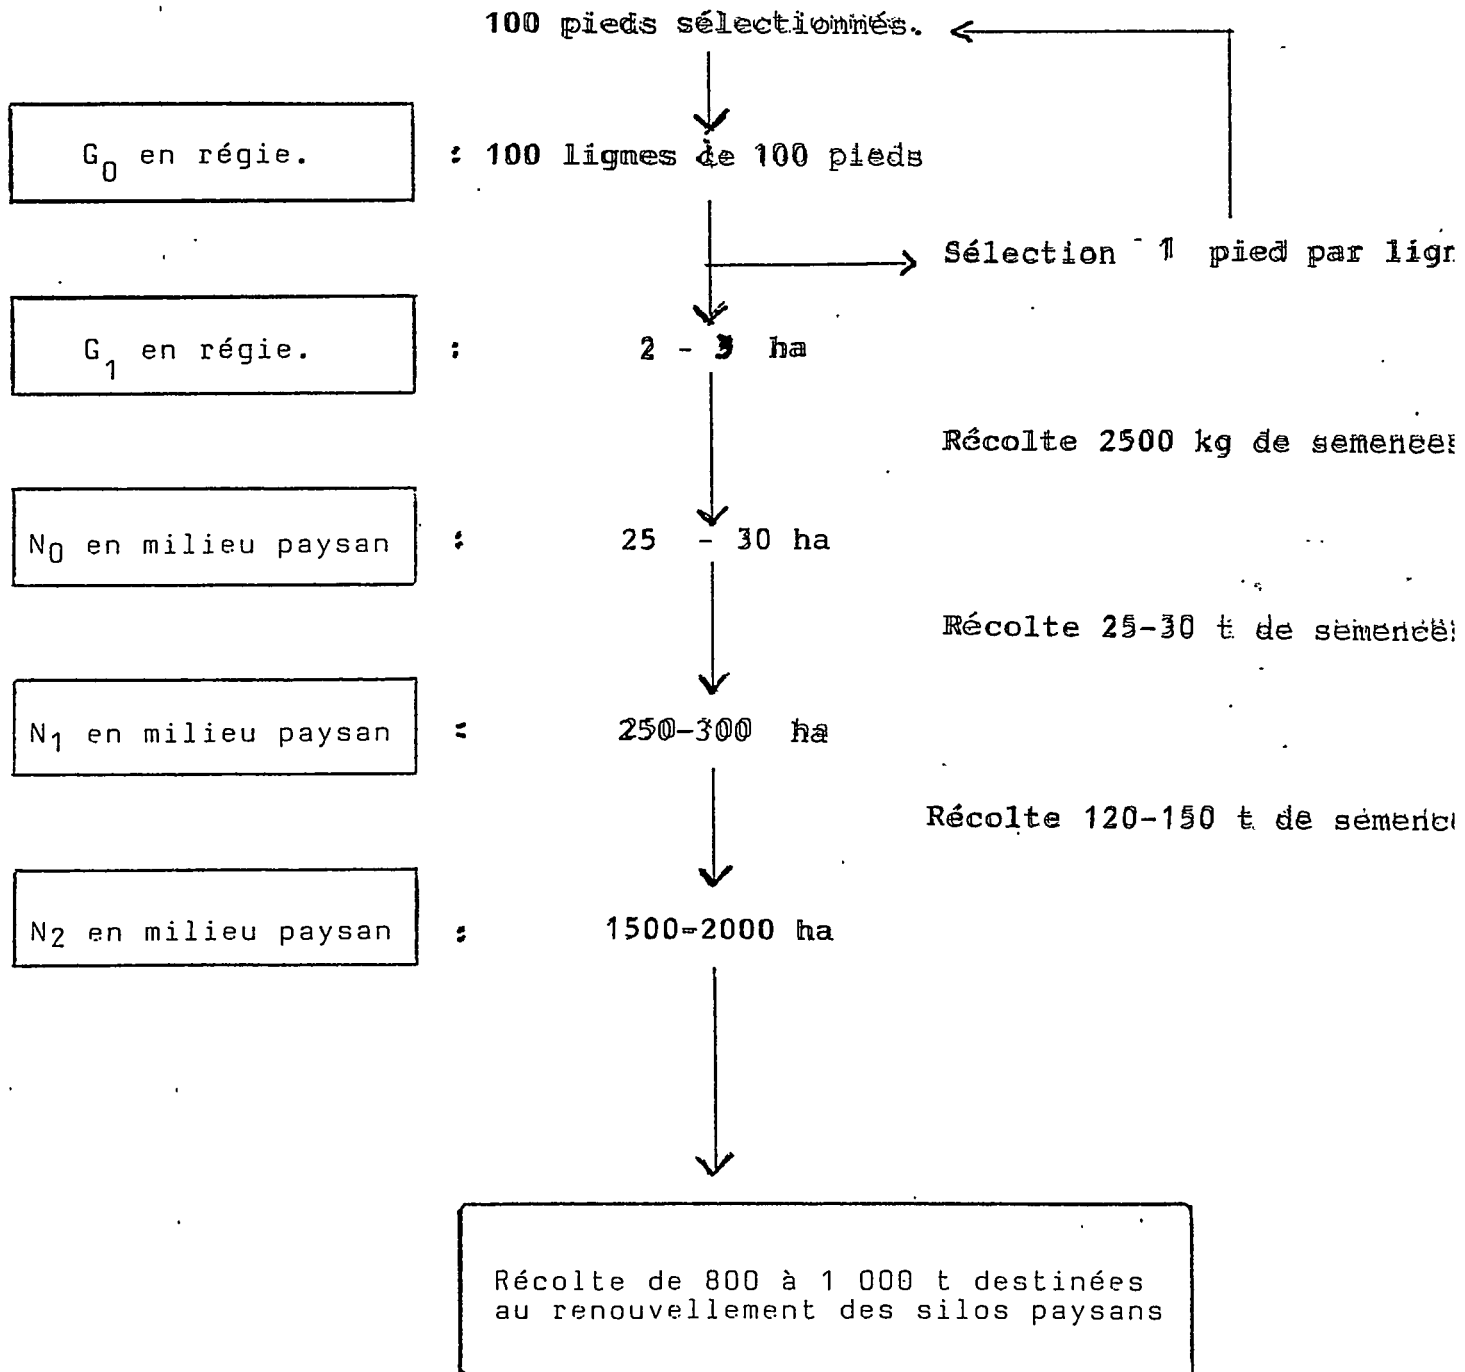 100 pieds sélectionnés.
G0 en régie. : 100 lignes de 100 pieds
Sélection 1 pied par
G1 en régie. : 2 - 3 ha
Récolte 2500 kg de semences
N0 en milieu paysan : 25 - 30 ha
Récolte 25-30 t de semences
N1 en milieu paysan : 250-300 ha
Récolte 120-150 t de
N2 en milieu paysan : 1500-2000 ha
Récolte de 800 à 1 000 t destinées
au renouvellement des silos paysans